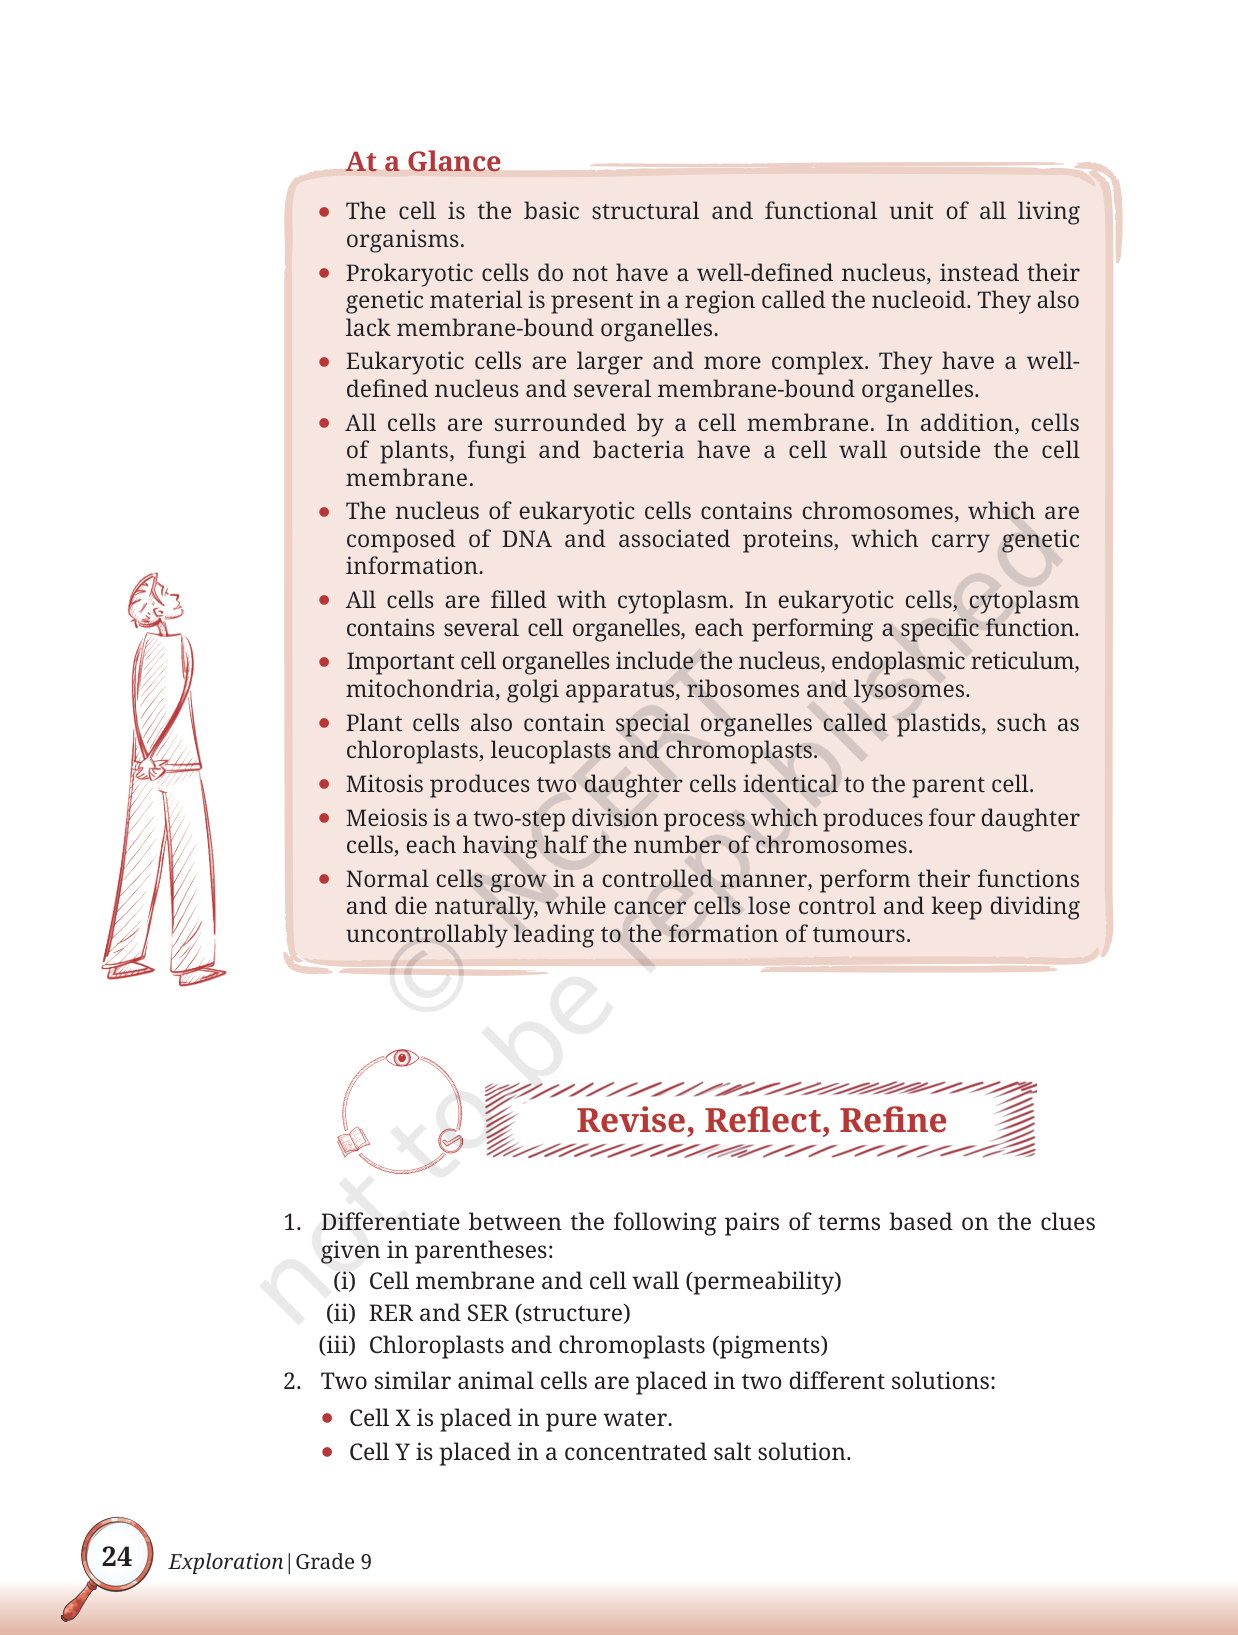 At a Glance
• The cell is the basic structural and functional unit of all living
organisms.
• Prokaryotic cells do not have a well-defined nucleus, instead their
genetic material is present in a region called the nucleoid. They also
lack membrane-bound organelles.
• Eukaryotic cells are larger and more complex. They have a well-
defined nucleus and several membrane-bound organelles.
• All cells are surrounded by a cell membrane. In addition, cells
of plants, fungi and bacteria have a cell wall outside the cell
membrane.
• The nucleus of eukaryotic cells contains chromosomes, which are
composed of DNA and associated proteins, which carry genetic
information.
• All cells are filled with cytoplasm. In eukaryotic cells, cytoplasm
contains several cell organelles, each performing a specific function.
• Important cell organelles include the nucleus, endoplasmic reticulum,
mitochondria, golgi apparatus, ribosomes and lysosomes.
• Plant cells also contain special organelles called plastids, such as
chloroplasts, leucoplasts and chromoplasts.
• Mitosis produces two daughter cells identical to the parent cell.
• Meiosis is a two-step division process which produces four daughter
cells, each having half the number of chromosomes.
• Normal cells grow in a controlled manner, perform their functions
and die naturally, while cancer cells lose control and keep dividing
uncontrollably leading to the formation of tumours.
© NCERT
not to be republished
Revise, Reflect, Refine
1. Differentiate between the following pairs of terms based on the clues
given in parentheses:
(i) Cell membrane and cell wall (permeability)
(ii) RER and SER (structure)
(iii) Chloroplasts and chromoplasts (pigments)
2. Two similar animal cells are placed in two different solutions:
• Cell X is placed in pure water.
• Cell Y is placed in a concentrated salt solution.
24
Exploration|Grade 9